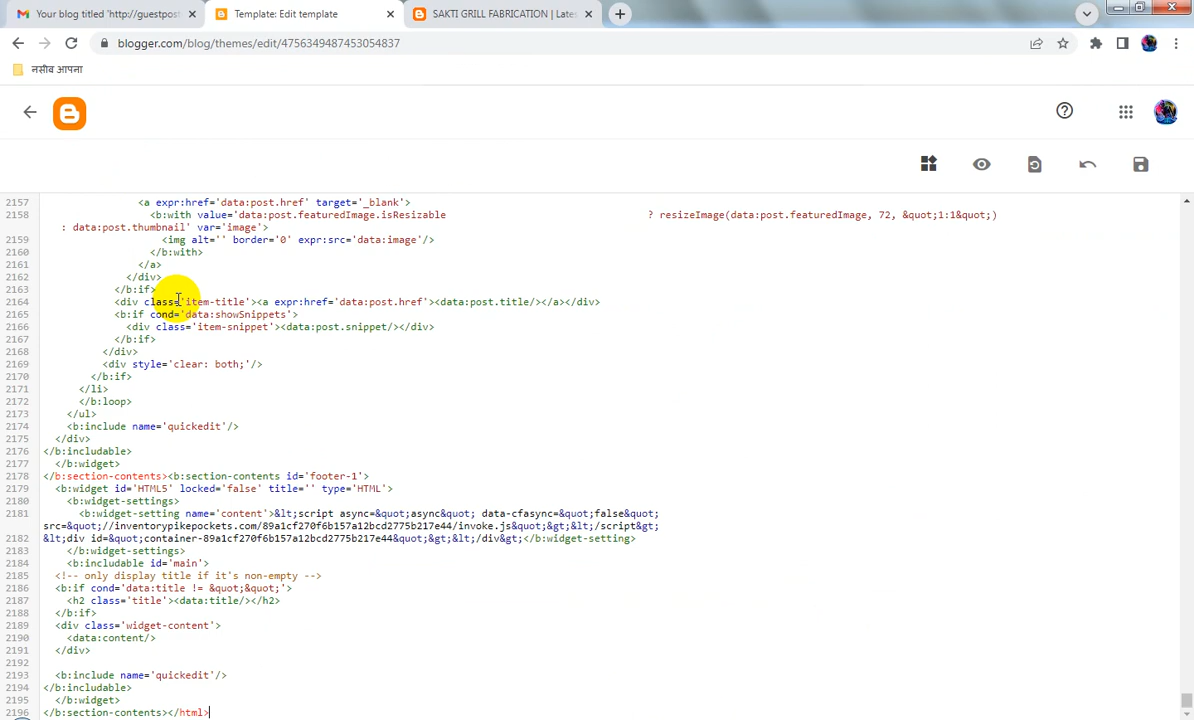 Your blog titled 'http://guestpost
Template: Edit template
SAKTI GRILL FABRICATION | Lates
blogger.com/blog/themes/edit/4756349487453054837
नसीब आपना
2157 <a expr:href='data:post.href' target='_blank'>
2158 <b:with value='data:post.featuredImage.isResizable ? resizeImage(data:post.featuredImage, 72, &quot;1:1&quot;)
: data:post.thumbnail' var='image'>
2159 <img alt='' border='0' expr:src='data:image'/>
2160 </b:with>
2161 </a>
2162 </div>
2163 </b:if>
2164 <div class='item-title'><a expr:href='data:post.href'><data:post.title/></a></div>
2165 <b:if cond='data:showSnippets'>
2166 <div class='item-snippet'><data:post.snippet/></div>
2167 </b:if>
2168 </div>
2169 <div style='clear: both;'/>
2170 </b:if>
2171 </li>
2172 </b:loop>
2173 </ul>
2174 <b:include name='quickedit'/>
2175 </div>
2176 </b:includable>
2177 </b:widget>
2178 </b:section-contents><b:section-contents id='footer-1'>
2179 <b:widget id='HTML5' locked='false' title='' type='HTML'>
2180 <b:widget-settings>
2181 <b:widget-setting name='content'>&lt;script async=&quot;async&quot; data-cfasync=&quot;false&quot;
src=&quot;//inventorypikepockets.com/89a1cf270f6b157a12bcd2775b217e44/invoke.js&quot;&gt;&lt;/script&gt;
2182 &lt;div id=&quot;container-89a1cf270f6b157a12bcd2775b217e44&quot;&gt;&lt;/div&gt;</b:widget-setting>
2183 </b:widget-settings>
2184 <b:includable id='main'>
2185 <!-- only display title if it's non-empty -->
2186 <b:if cond='data:title != &quot;&quot;'>
2187 <h2 class='title'><data:title/></h2>
2188 </b:if>
2189 <div class='widget-content'>
2190 <data:content/>
2191 </div>
2192
2193 <b:include name='quickedit'/>
2194 </b:includable>
2195 </b:widget>
2196 </b:section-contents></html>